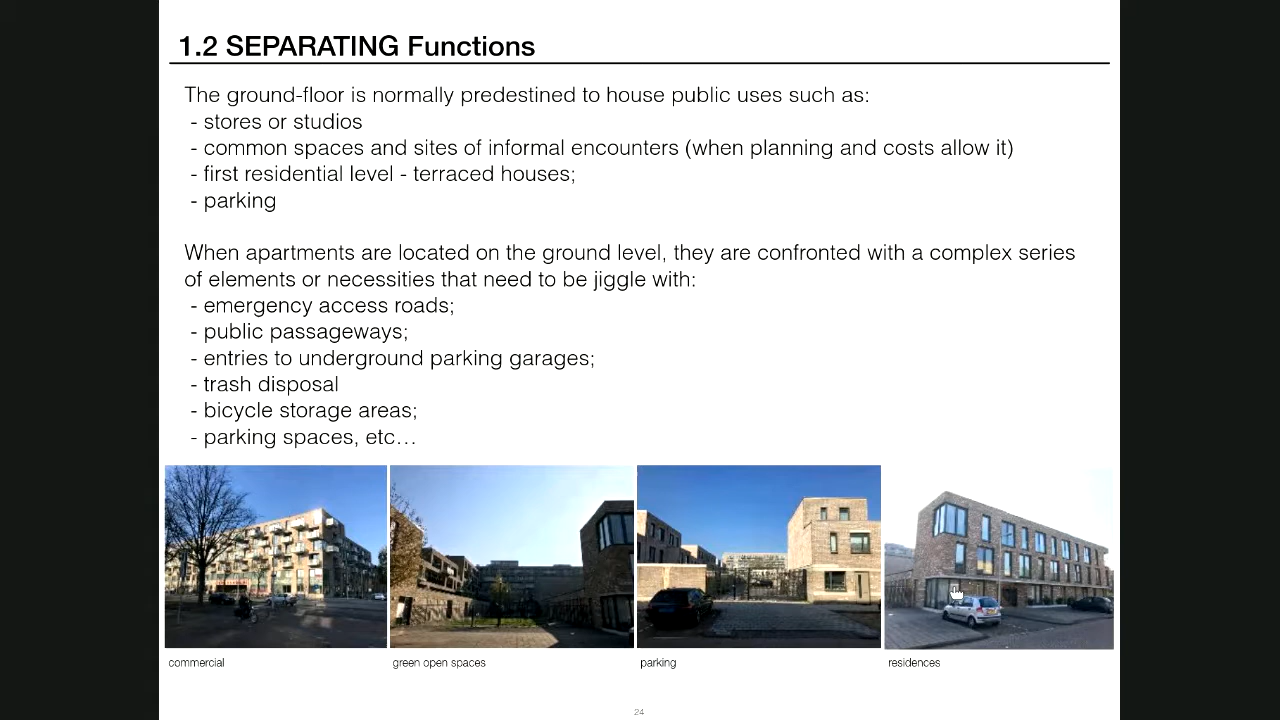 1.2 SEPARATING Functions
The ground-floor is normally predestined to house public uses such as:
- stores or studios
- common spaces and sites of informal encounters (when planning and costs allow it)
- first residential level - terraced houses;
- parking
When apartments are located on the ground level, they are confronted with a complex series
of elements or necessities that need to be jiggle with:
- emergency access roads;
- public passageways;
- entries to underground parking garages;
- trash disposal
- bicycle storage areas;
- parking spaces, etc…
commercial
green open spaces
parking
residences
24